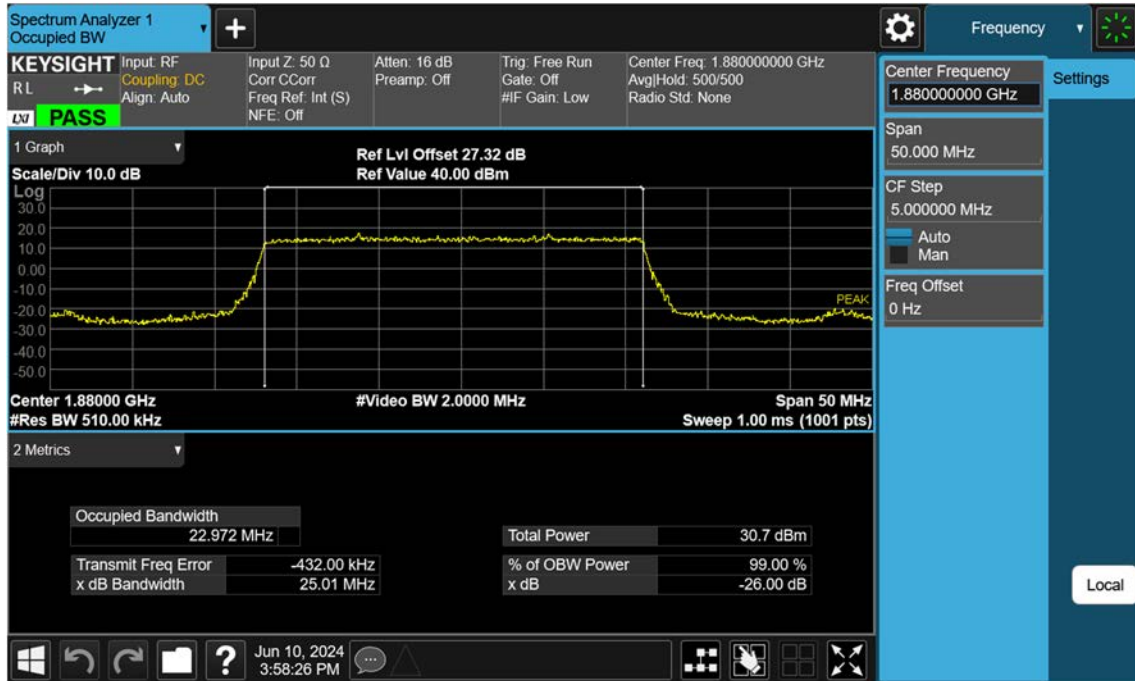 Spectrum Analyzer 1
Occupied BW
+
Frequency
KEYSIGHT
R L
LXI
PASS
Input: RF
Coupling: DC
Align: Auto
Input Z: 50 Ω
Corr CCorr
Freq Ref: Int (S)
NFE: Off
Atten: 16 dB
Preamp: Off
Trig: Free Run
Gate: Off
#IF Gain: Low
Center Freq: 1.880000000 GHz
Avg|Hold: 500/500
Radio Std: None
Center Frequency
1.880000000 GHz
Settings
Span
50.000 MHz
CF Step
5.000000 MHz
Auto
Man
Freq Offset
0 Hz
Local
1 Graph
Scale/Div 10.0 dB
Ref Lvl Offset 27.32 dB
Ref Value 40.00 dBm
Log
30.0
20.0
10.0
0.00
-10.0
-20.0
-30.0
-40.0
-50.0
PEAK
Center 1.88000 GHz
#Video BW 2.0000 MHz
Span 50 MHz
#Res BW 510.00 kHz
Sweep 1.00 ms (1001 pts)
2 Metrics
Occupied Bandwidth
22.972 MHz
Total Power 30.7 dBm
Transmit Freq Error -432.00 kHz
% of OBW Power 99.00 %
x dB Bandwidth 25.01 MHz
x dB -26.00 dB
?
Jun 10, 2024
3:58:26 PM